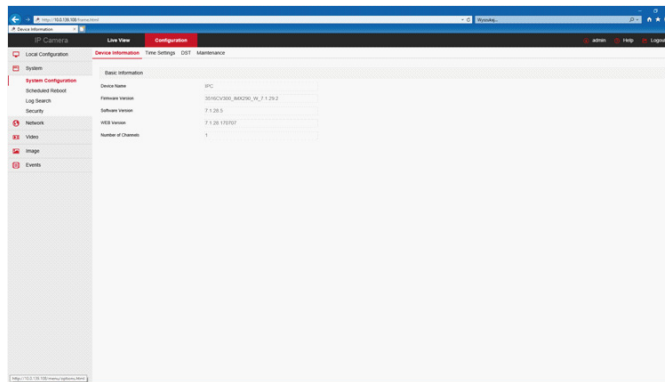 Device Information
IP Camera
Live View
Configuration
admin
Help
Logout
Local Configuration
System
System Configuration
Scheduled Reboot
Log Search
Security
Network
Video
Image
Events
Device Information Time Settings DST Maintenance
Basic Information
Device Name IPC
Firmware Version
Software Version 7.1.28.5
WEB Version
Number of Channels 1